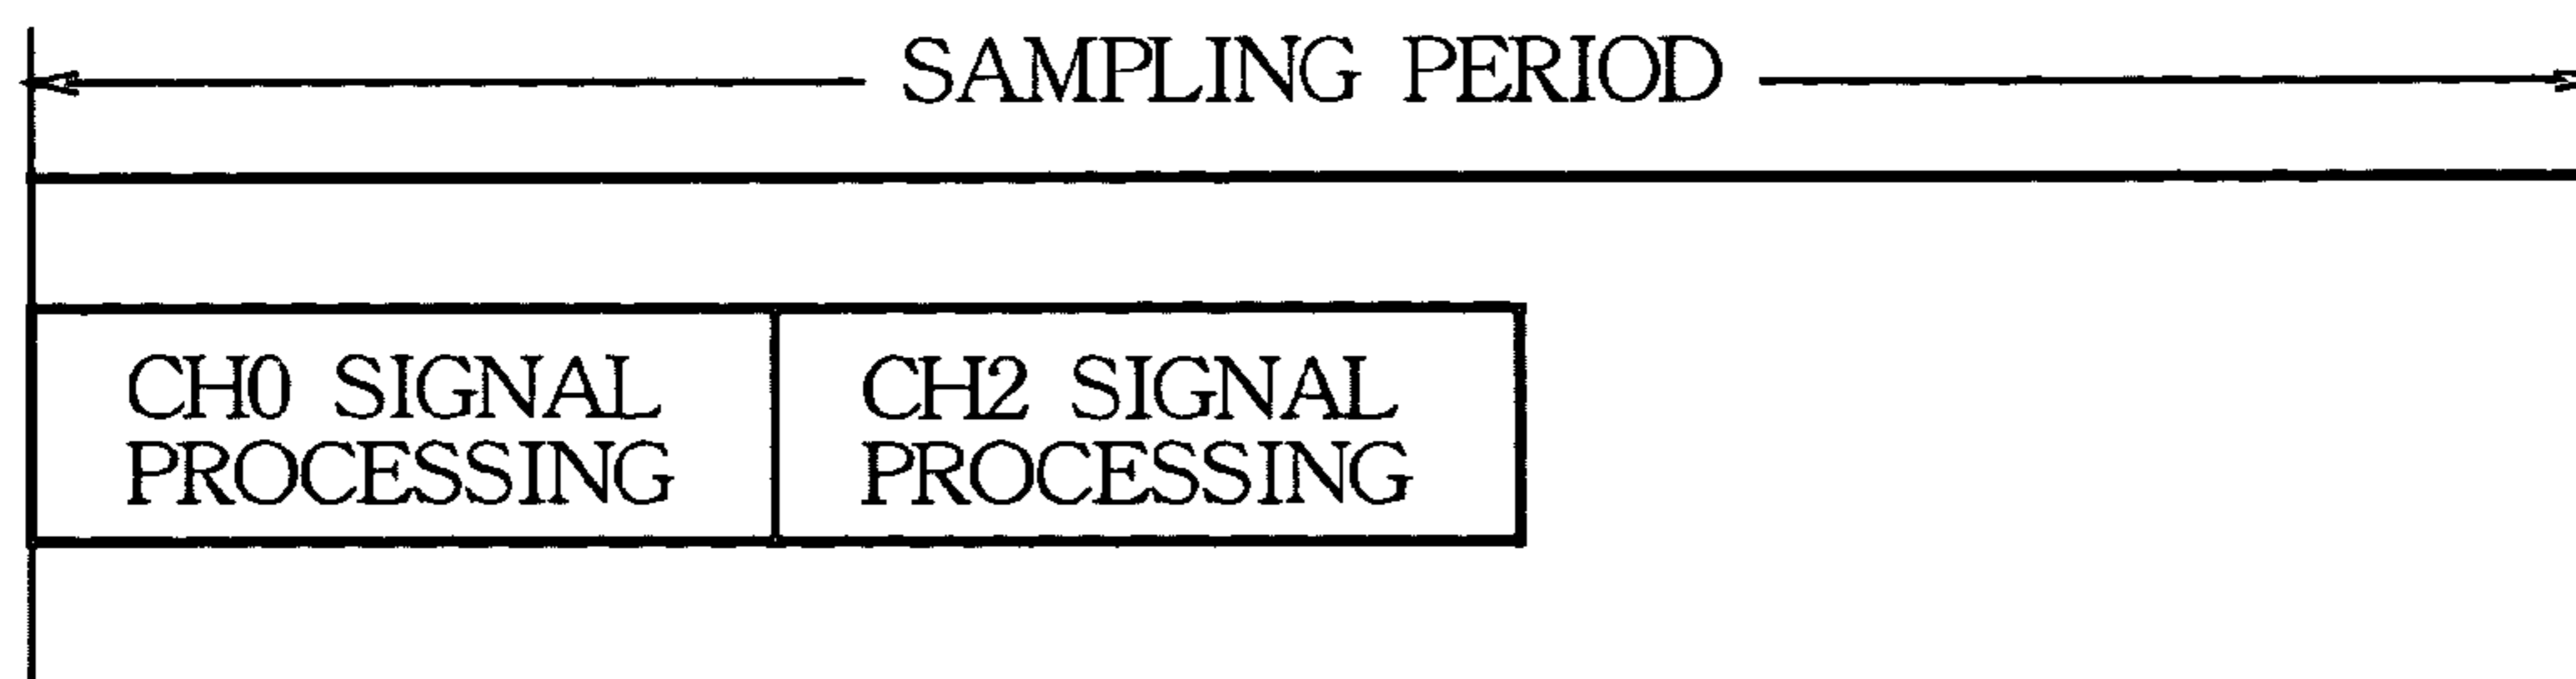 SAMPLING PERIOD
CH0 SIGNAL
PROCESSING
CH2 SIGNAL
PROCESSING